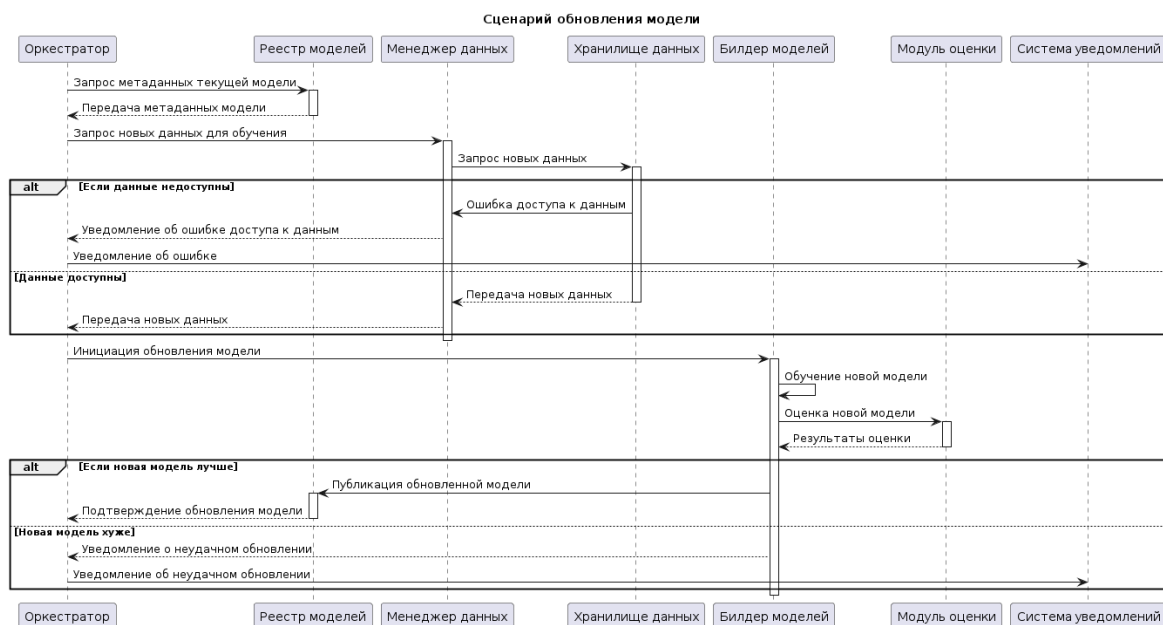 Сценарий обновления модели
Оркестратор Реестр моделей Менеджер данных Хранилище данных Билдер моделей Модуль оценки Система уведомлений
Запрос метаданных текущей модели
Передача метаданных модели
Запрос новых данных для обучения
Запрос новых данных
alt [Если данные недоступны]
Ошибка доступа к данным
Уведомление об ошибке доступа к данным
Уведомление об ошибке
[Данные доступны]
Передача новых данных
Передача новых данных
Инициация обновления модели
Обучение новой модели
Оценка новой модели
Результаты оценки
alt [Если новая модель лучше]
Публикация обновленной модели
Подтверждение обновления модели
[Новая модель хуже]
Уведомление о неудачном обновлении
Уведомление об неудачном обновлении
Оркестратор Реестр моделей Менеджер данных Хранилище данных Билдер моделей Модуль оценки Система уведомлений